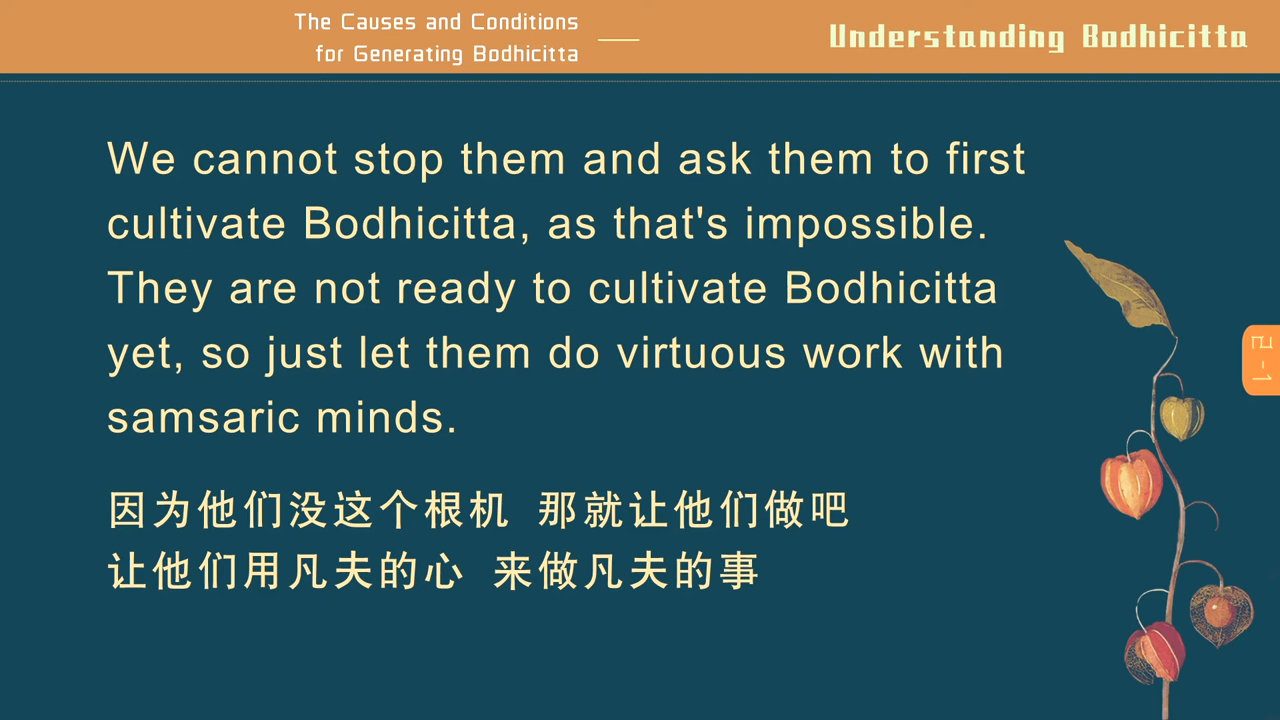 The Causes and Conditions
for Generating Bodhicitta
Understanding Bodhicitta
We cannot stop them and ask them to first
cultivate Bodhicitta, as that's impossible.
They are not ready to cultivate Bodhicitta
yet, so just let them do virtuous work with
samsaric minds.
因为他们没这个根机 那就让他们做吧
让他们用凡夫的心 来做凡夫的事